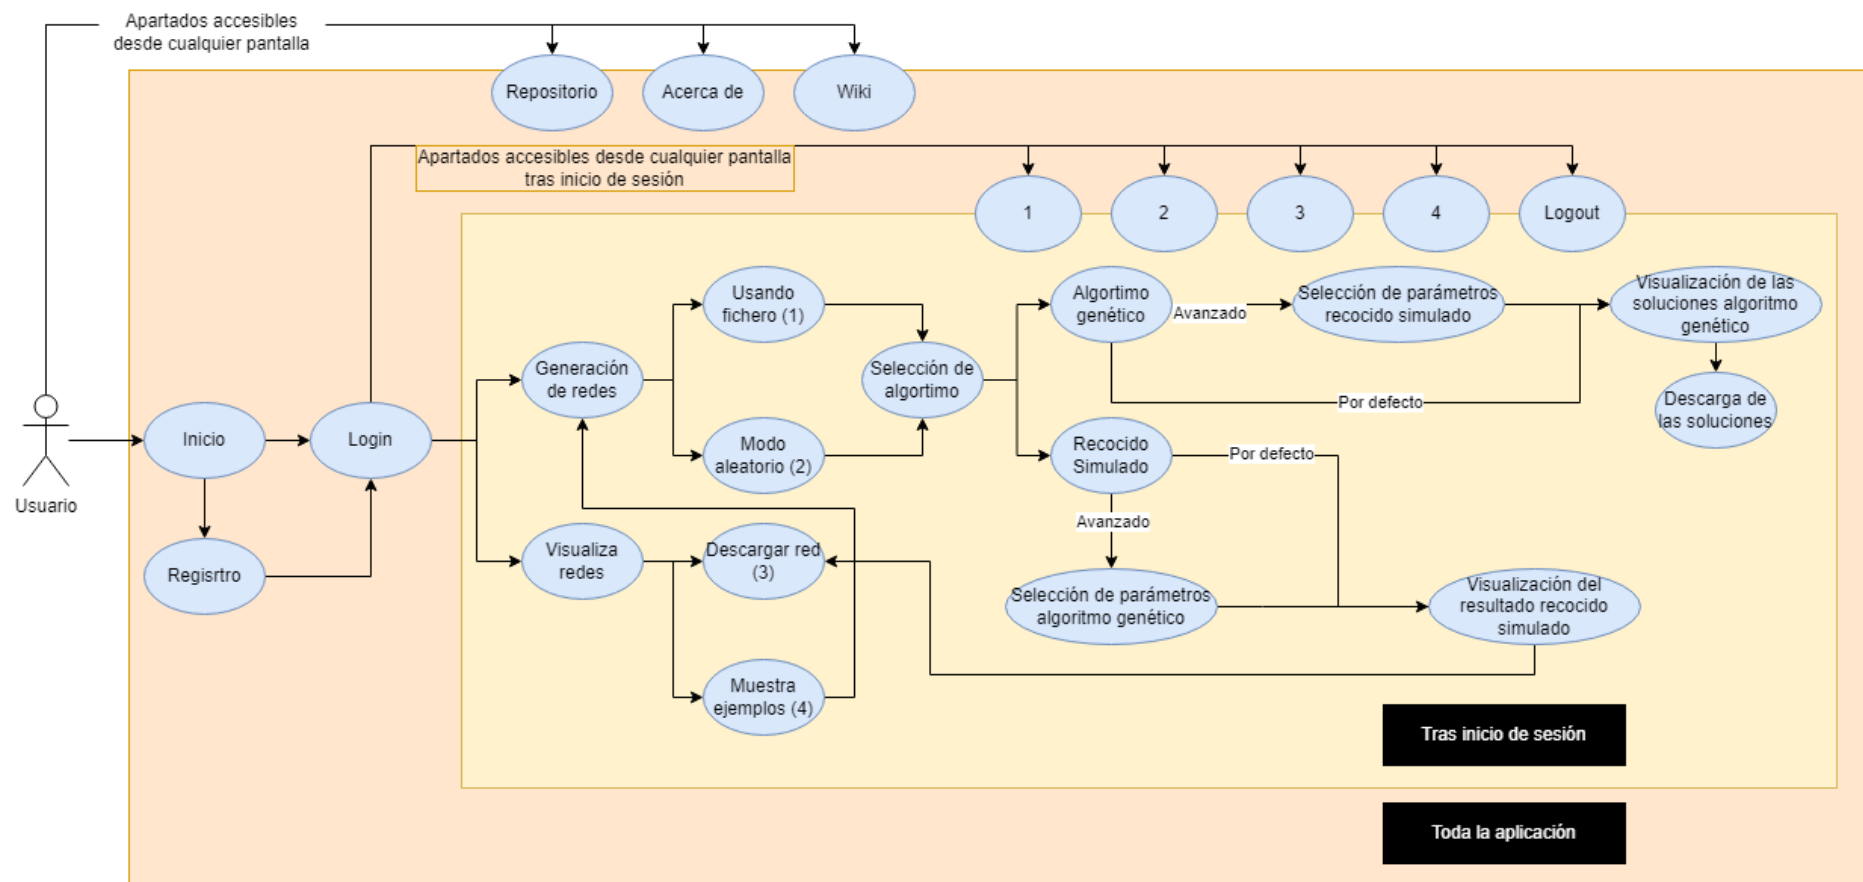 Apartados accesibles
desde cualquier pantalla
Repositorio
Acerca de
Wiki
Apartados accesibles desde cualquier pantalla
tras inicio de sesión
1
2
3
4
Logout
Usuario
Inicio
Login
Regisrtro
Generación
de redes
Visualiza
redes
Usando
fichero (1)
Modo
aleatorio (2)
Descargar red
(3)
Muestra
ejemplos (4)
Selección de
algortimo
Algortimo
genético
Avanzado
Selección de parámetros
recocido simulado
Visualización de las
soluciones algoritmo
genético
Por defecto
Descarga de
las soluciones
Recocido
Simulado
Por defecto
Avanzado
Selección de parámetros
algoritmo genético
Visualización del
resultado recocido
simulado
Tras inicio de sesión
Toda la aplicación